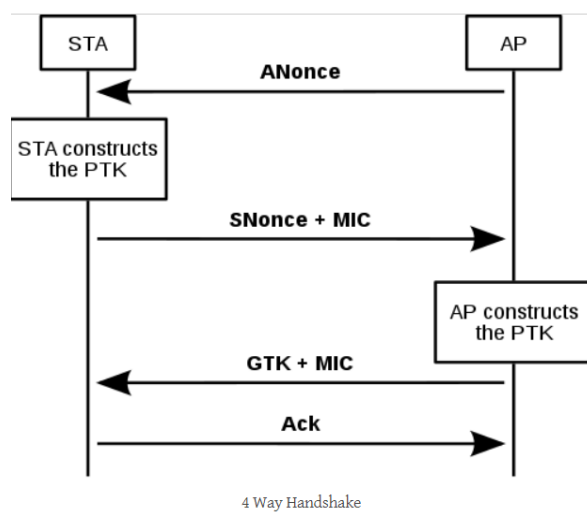 STA
AP
ANonce
STA constructs
the PTK
SNonce + MIC
AP constructs
the PTK
GTK + MIC
Ack
4 Way Handshake